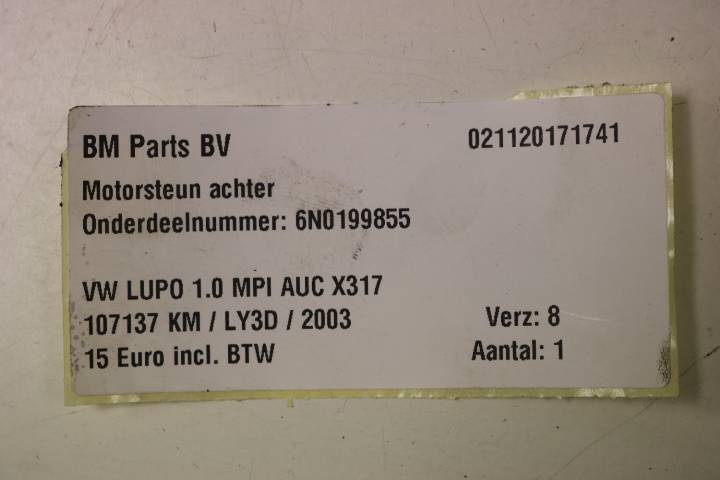 BM Parts BV 021120171741
Motorsteun achter
Onderdeelnummer: 6N0199855
VW LUPO 1.0 MPI AUC X317
107137 KM / LY3D / 2003 Verz: 8
15 Euro incl. BTW Aantal: 1